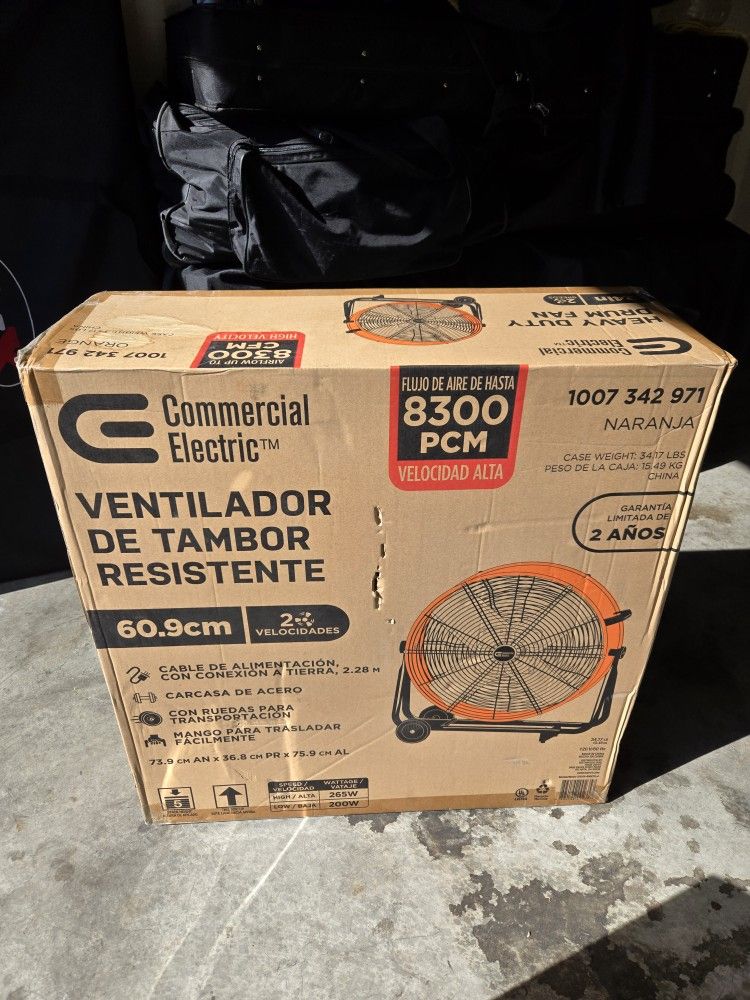 HEAVY DUTY
DRUM FAN
Commercial
Electric™
AIRFLOW UP TO
8300
CFM
HIGH VELOCITY
1007 342 971
ORANGE
Commercial
Electric™
FLUJO DE AIRE DE HASTA
8300
PCM
VELOCIDAD ALTA
1007 342 971
NARANJA
CASE WEIGHT: 34.17 LBS
PESO DE LA CAJA: 15.49 KG
CHINA
GARANTÍA
LIMITADA DE
2 AÑOS
VENTILADOR
DE TAMBOR
RESISTENTE
60.9cm
2
VELOCIDADES
CABLE DE ALIMENTACIÓN,
CON CONEXIÓN A TIERRA, 2.28 M
CARCASA DE ACERO
CON RUEDAS PARA
TRANSPORTACIÓN
MANGO PARA TRASLADAR
FÁCILMENTE
73.9 CM AN X 36.8 CM PR X 75.9 CM AL
5
SPEED / VELOCIDAD WATTAGE / VATAJE
HIGH / ALTA 265W
LOW / BAJA 200W